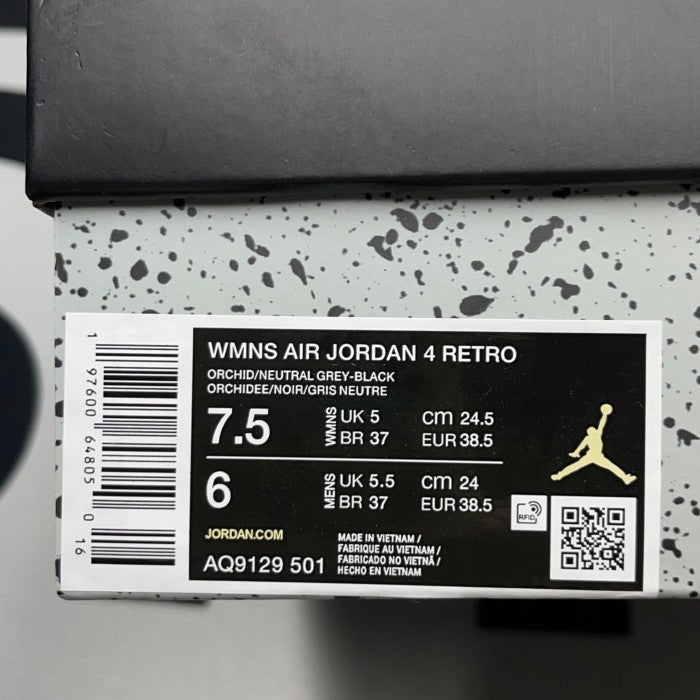 WMNS AIR JORDAN 4 RETRO
ORCHID/NEUTRAL GREY-BLACK
ORCHIDEE/NOIR/GRIS NEUTRE
7.5 WMNS UK 5 cm 24.5
BR 37 EUR 38.5
6 MENS UK 5.5 cm 24
BR 37 EUR 38.5
RFID
JORDAN.COM
AQ9129 501
MADE IN VIETNAM /
FABRIQUE AU VIETNAM /
FABRICADO NO VIETNÃ /
HECHO EN VIETNAM
1 97600 64805 0 16